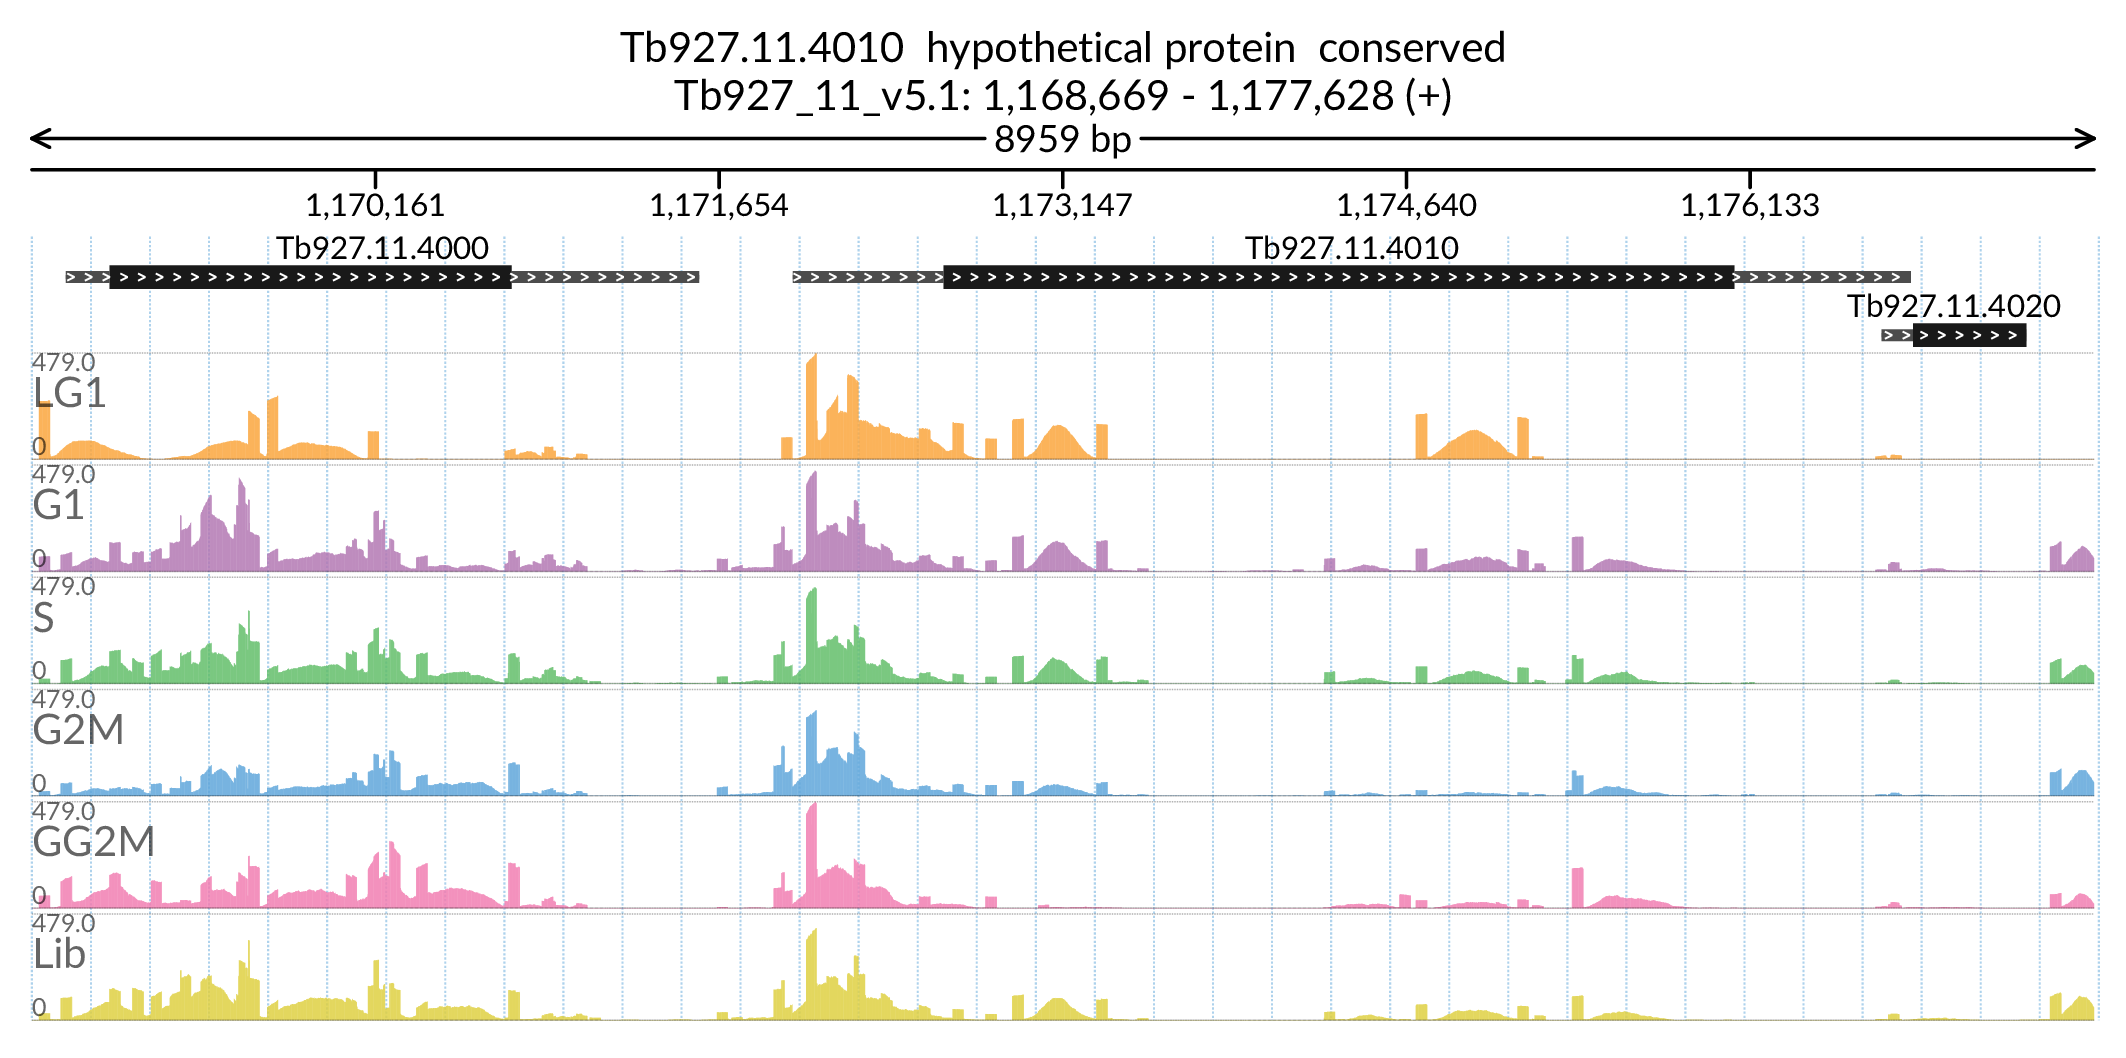 Tb927.11.4010  hypothetical protein  conserved
Tb927_11_v5.1: 1,168,669 - 1,177,628 (+)
8959 bp
1,170,161 1,171,654 1,173,147 1,174,640 1,176,133
Tb927.11.4000 Tb927.11.4010
Tb927.11.4020
479.0
LG1
0
479.0
G1
0
479.0
S
0
479.0
G2M
0
479.0
GG2M
0
479.0
Lib
0